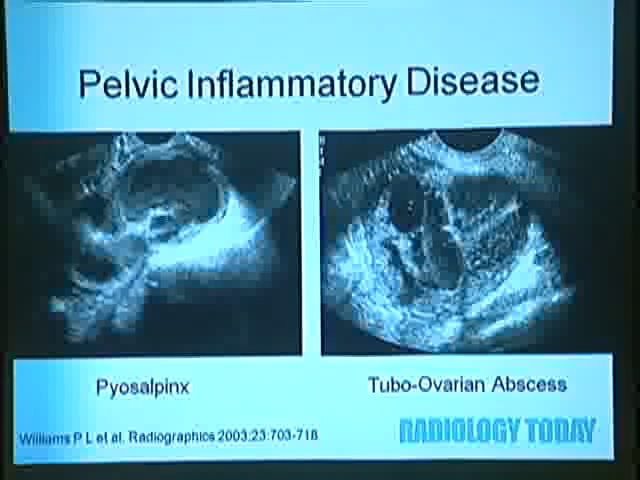 Pelvic Inflammatory Disease
Pyosalpinx
Tubo-Ovarian Abscess
Williams P L et al. Radiographics 2003;23:703-718
RADIOLOGY TODAY